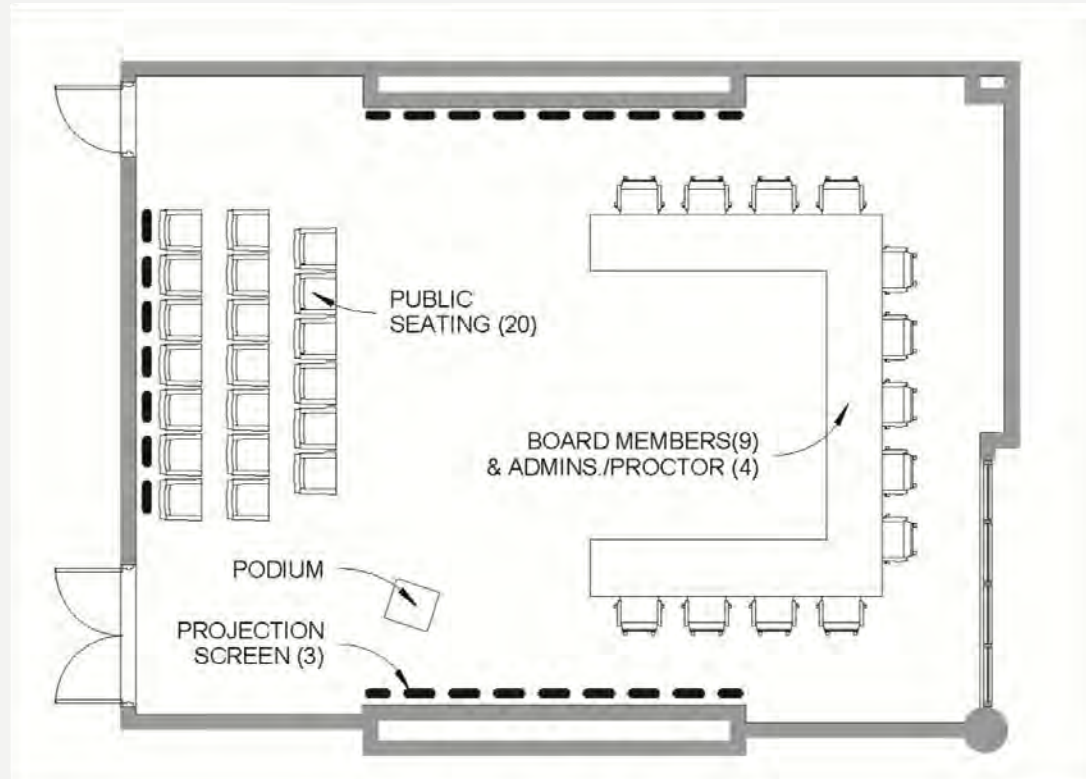 PUBLIC
SEATING (20)
BOARD MEMBERS(9)
& ADMINS./PROCTOR (4)
PODIUM
PROJECTION
SCREEN (3)